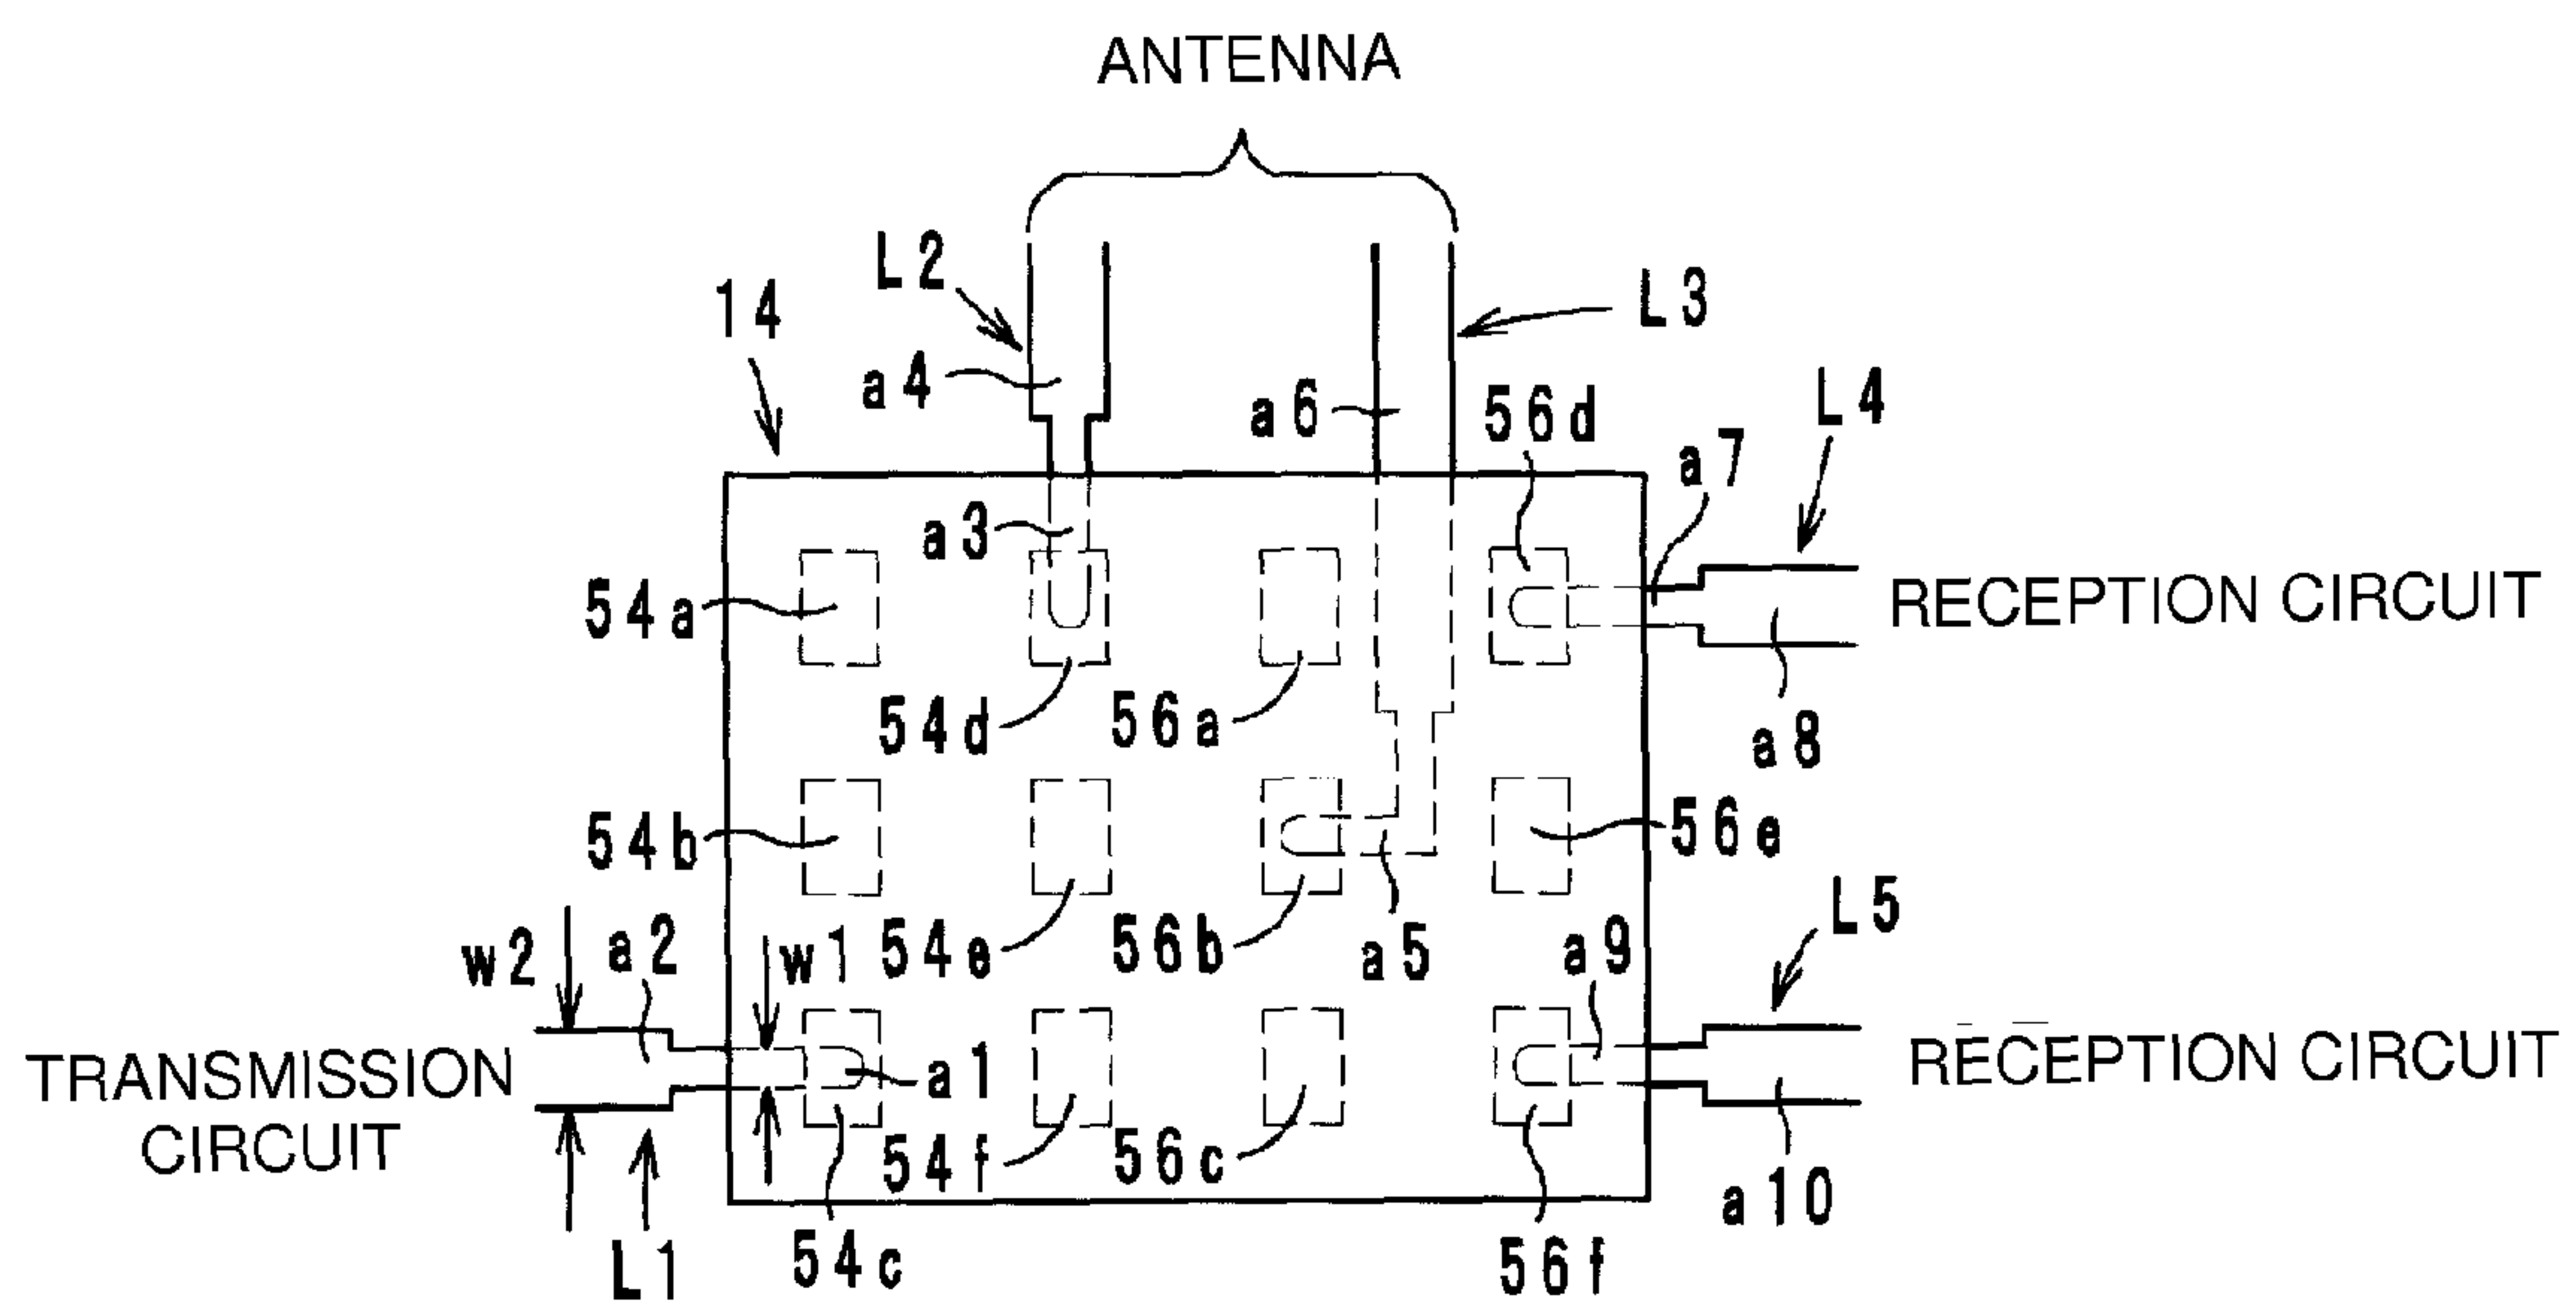 ANTENNA
L2
14
L3
a4
a6
56d
L4
a7
a3
54a
RECEPTION CIRCUIT
54d
56a
a8
54b
56e
L5
w2
a2
w1
54e
56b
a5
a9
TRANSMISSION
CIRCUIT
a1
RECEPTION CIRCUIT
54f
56c
a10
L1
54c
56f